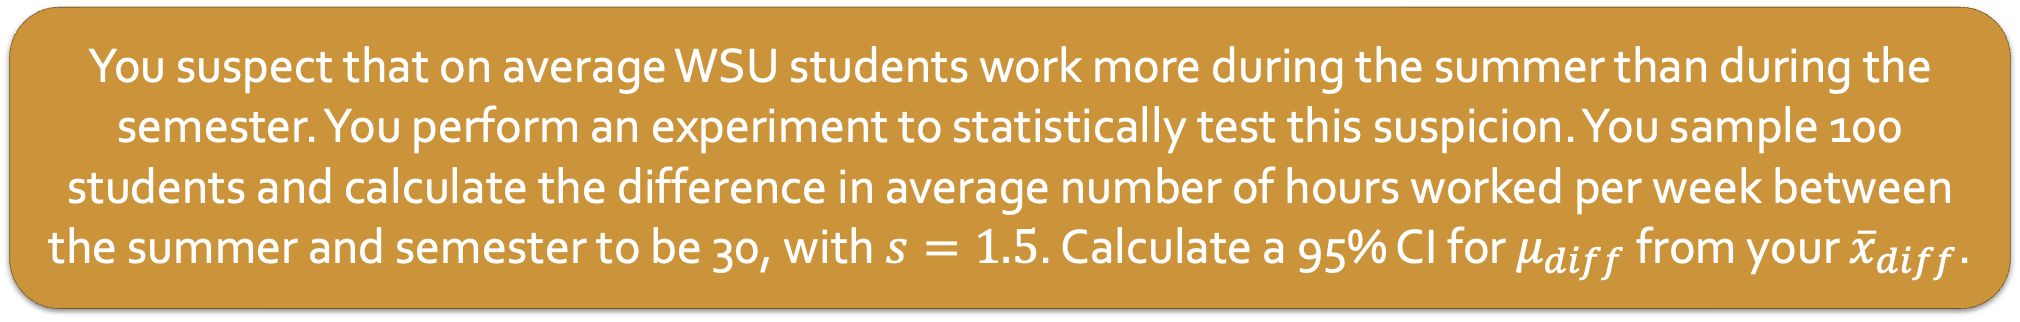 You suspect that on average WSU students work more during the summer than during the
semester. You perform an experiment to statistically test this suspicion. You sample 100
students and calculate the difference in average number of hours worked per week between
the summer and semester to be 30, with s = 1.5. Calculate a 95% CI for μ_diff from your x̄_diff.